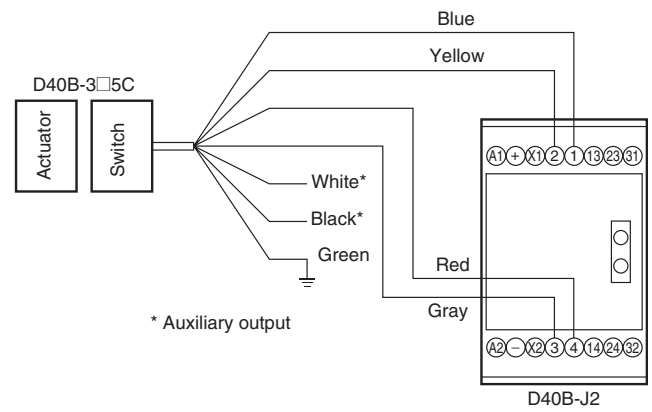 Blue
Yellow
D40B-3□5C
Actuator
Switch
A1 + X1 2 1 13 23 31
White*
Black*
Green
Red
Gray
* Auxiliary output
A2 − X2 3 4 14 24 32
D40B-J2